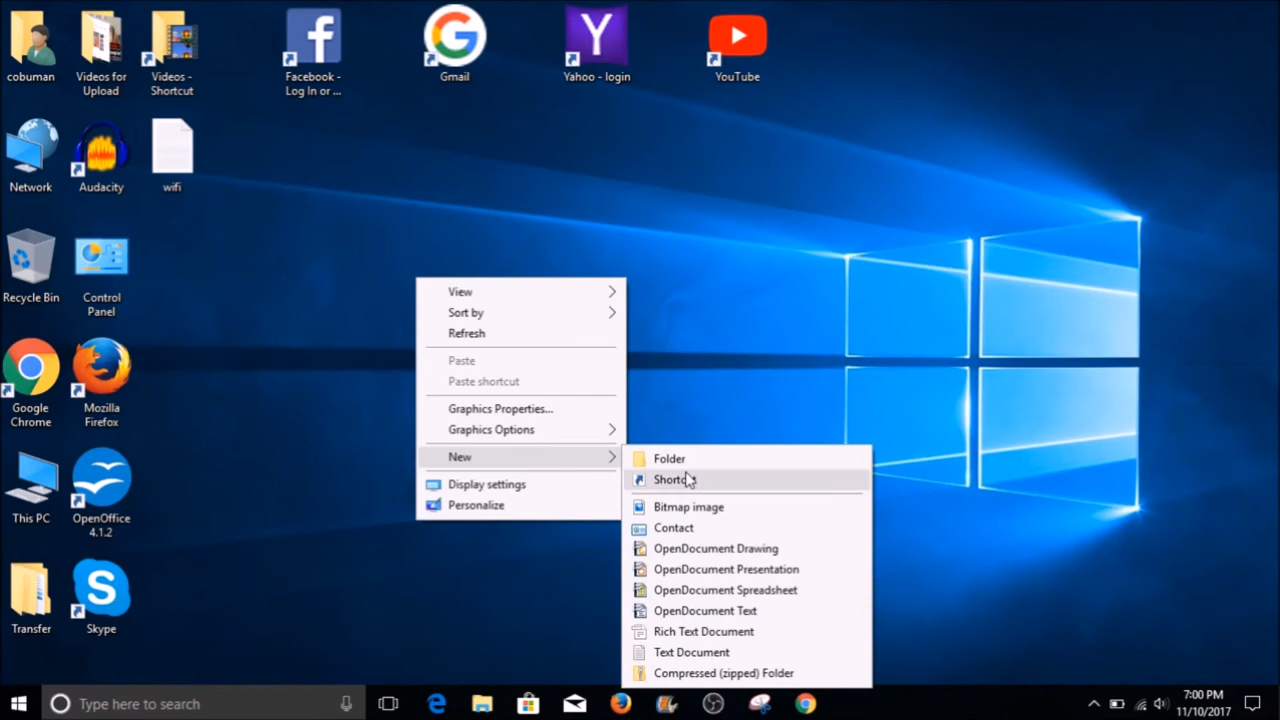 cobuman
Videos for
Upload
Videos -
Shortcut
Facebook -
Log In or ...
Gmail
Yahoo - login
YouTube
Network
Audacity
wifi
Recycle Bin
Control
Panel
Google
Chrome
Mozilla
Firefox
This PC
OpenOffice
4.1.2
Transfer
Skype
View
Sort by
Refresh
Paste
Paste shortcut
Graphics Properties...
Graphics Options
New
Display settings
Personalize
Folder
Shortcut
Bitmap image
Contact
OpenDocument Drawing
OpenDocument Presentation
OpenDocument Spreadsheet
OpenDocument Text
Rich Text Document
Text Document
Compressed (zipped) Folder
Type here to search
7:00 PM
11/10/2017